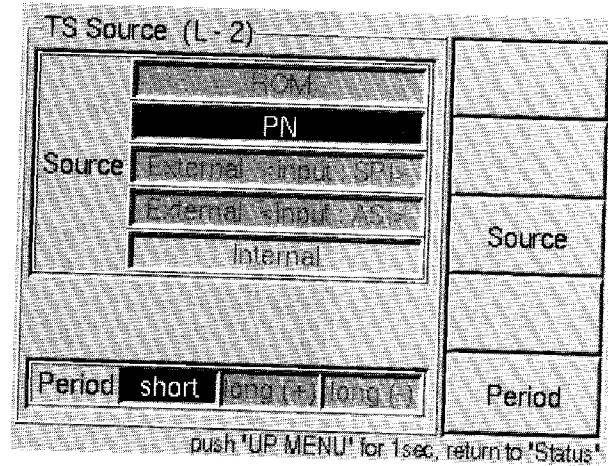 TS Source (L - 2)
Source
ROM
PN
External <input : SPI>
External <input : ASI>
Internal
Period short long (+) long (-)
Source
Period
push "UP MENU" for 1sec, return to "Status"